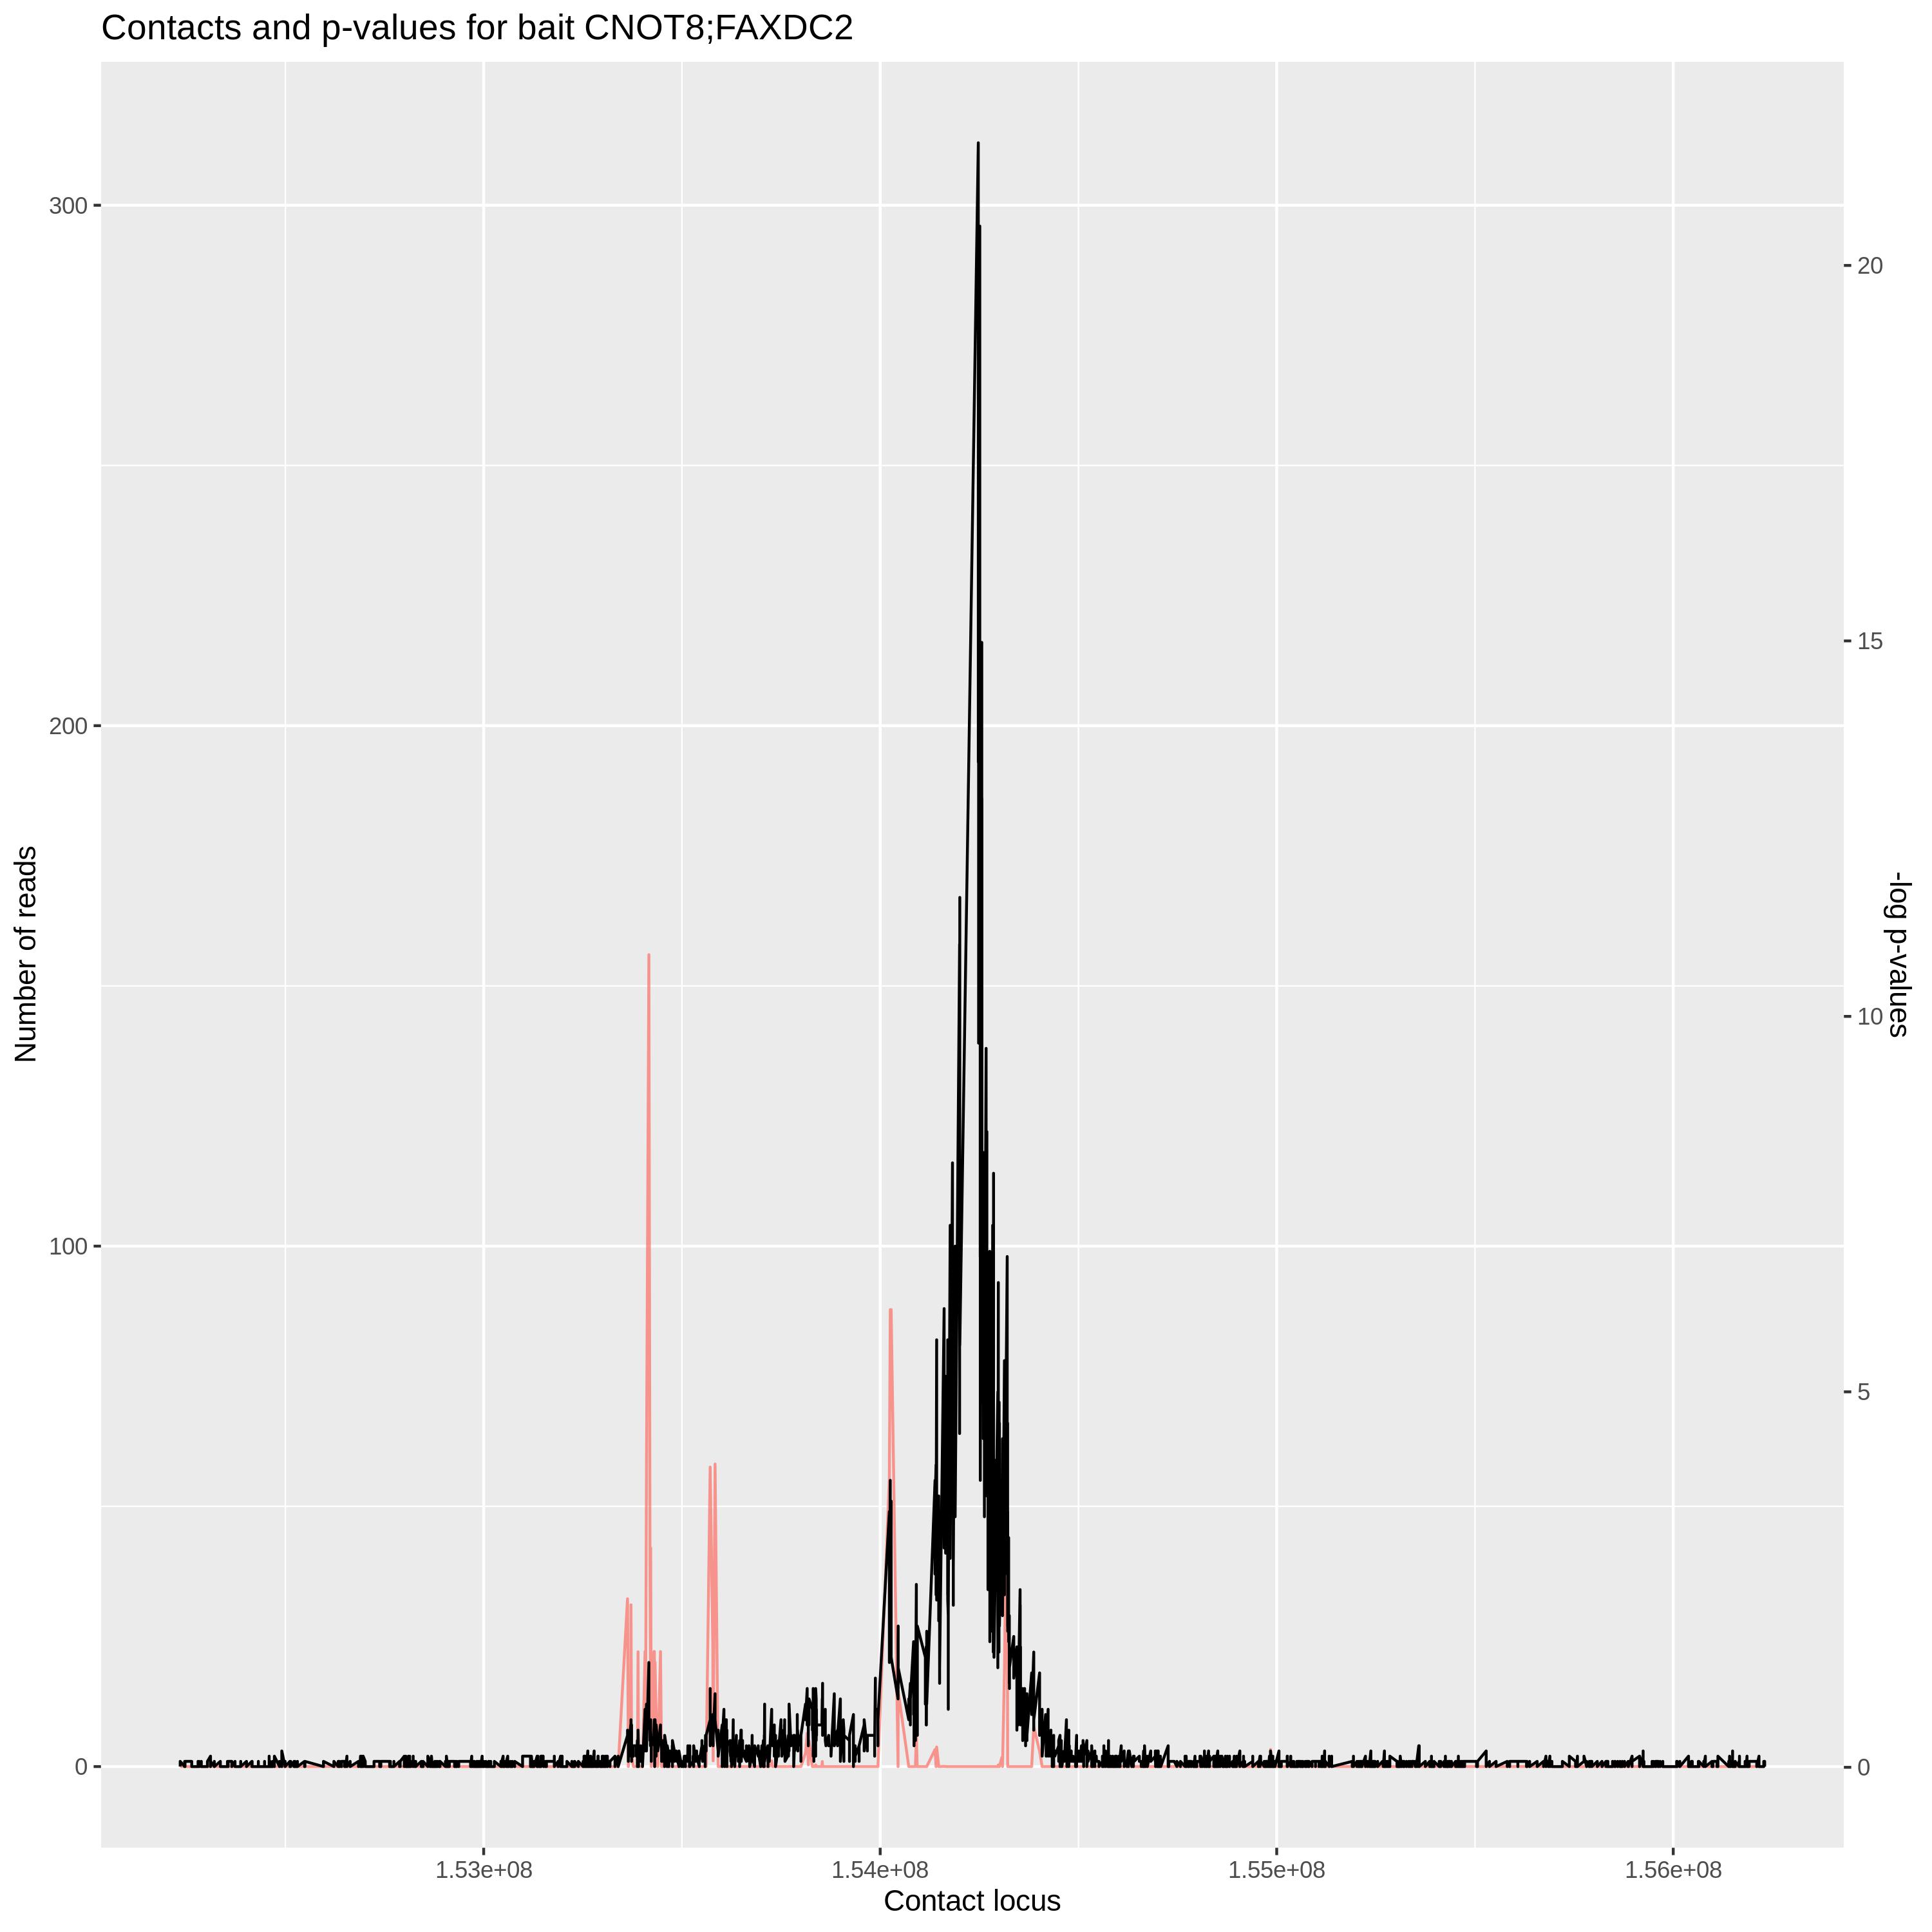 Contacts and p-values for bait CNOT8;FAXDC2
300
200
100
0
Number of reads
20
15
10
5
0
-log p-values
1.53e+08 1.54e+08 1.55e+08 1.56e+08
Contact locus